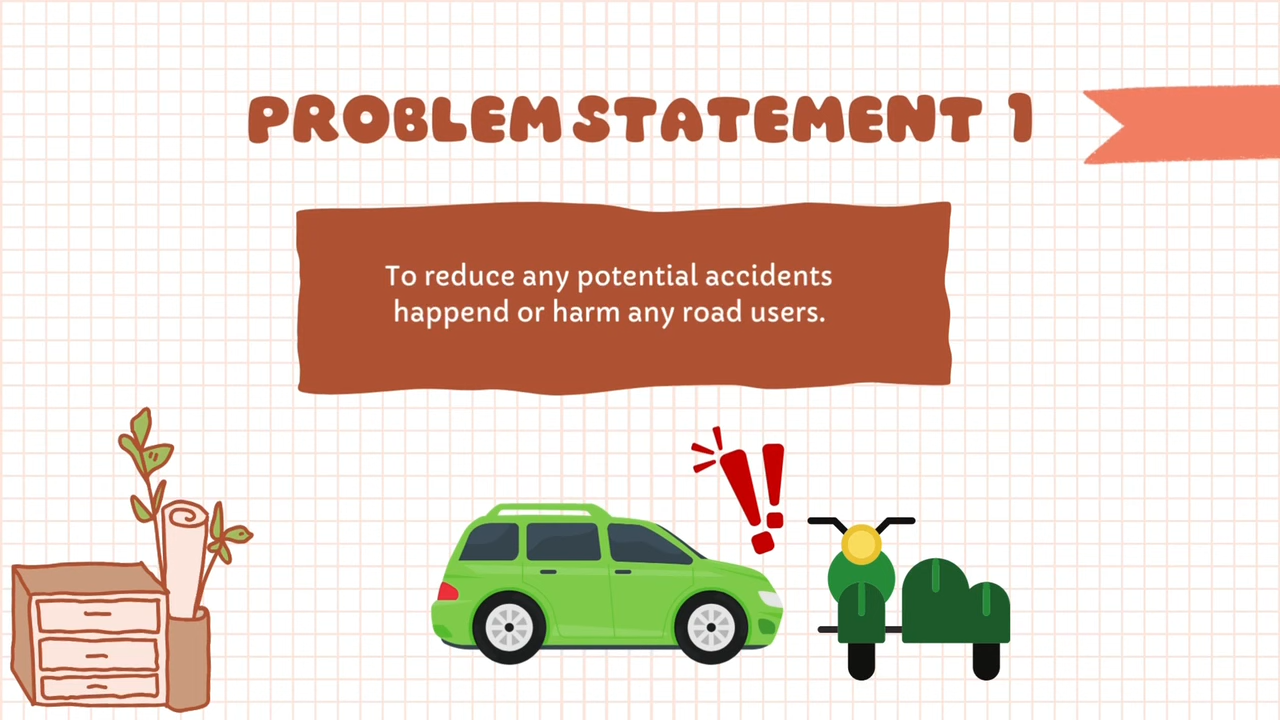 PROBLEM STATEMENT 1
To reduce any potential accidents
happend or harm any road users.